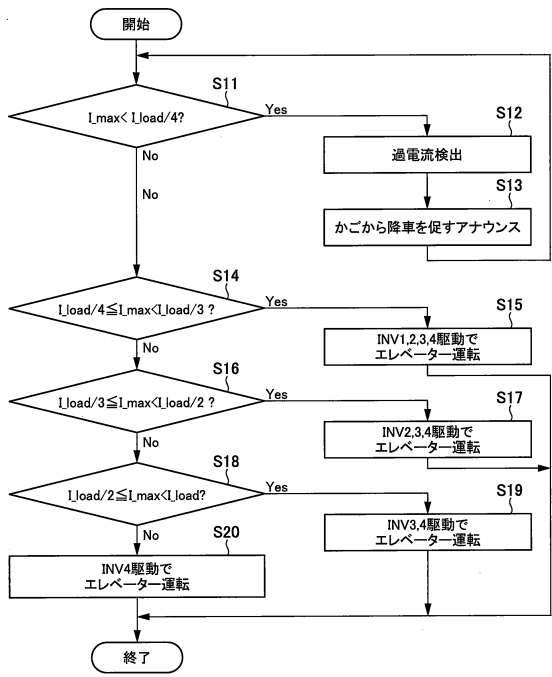 開始
S11
I_max< I_load/4?
Yes
S12
過電流検出
No
S13
No
かごから降車を促すアナウンス
S14
I_load/4≦I_max<I_load/3 ?
Yes
S15
INV1,2,3,4駆動で
エレベーター運転
No
S16
I_load/3≦I_max<I_load/2 ?
Yes
S17
INV2,3,4駆動で
エレベーター運転
No
S18
I_load/2≦I_max<I_load?
Yes
S19
INV3,4駆動で
エレベーター運転
No
S20
INV4駆動で
エレベーター運転
終了